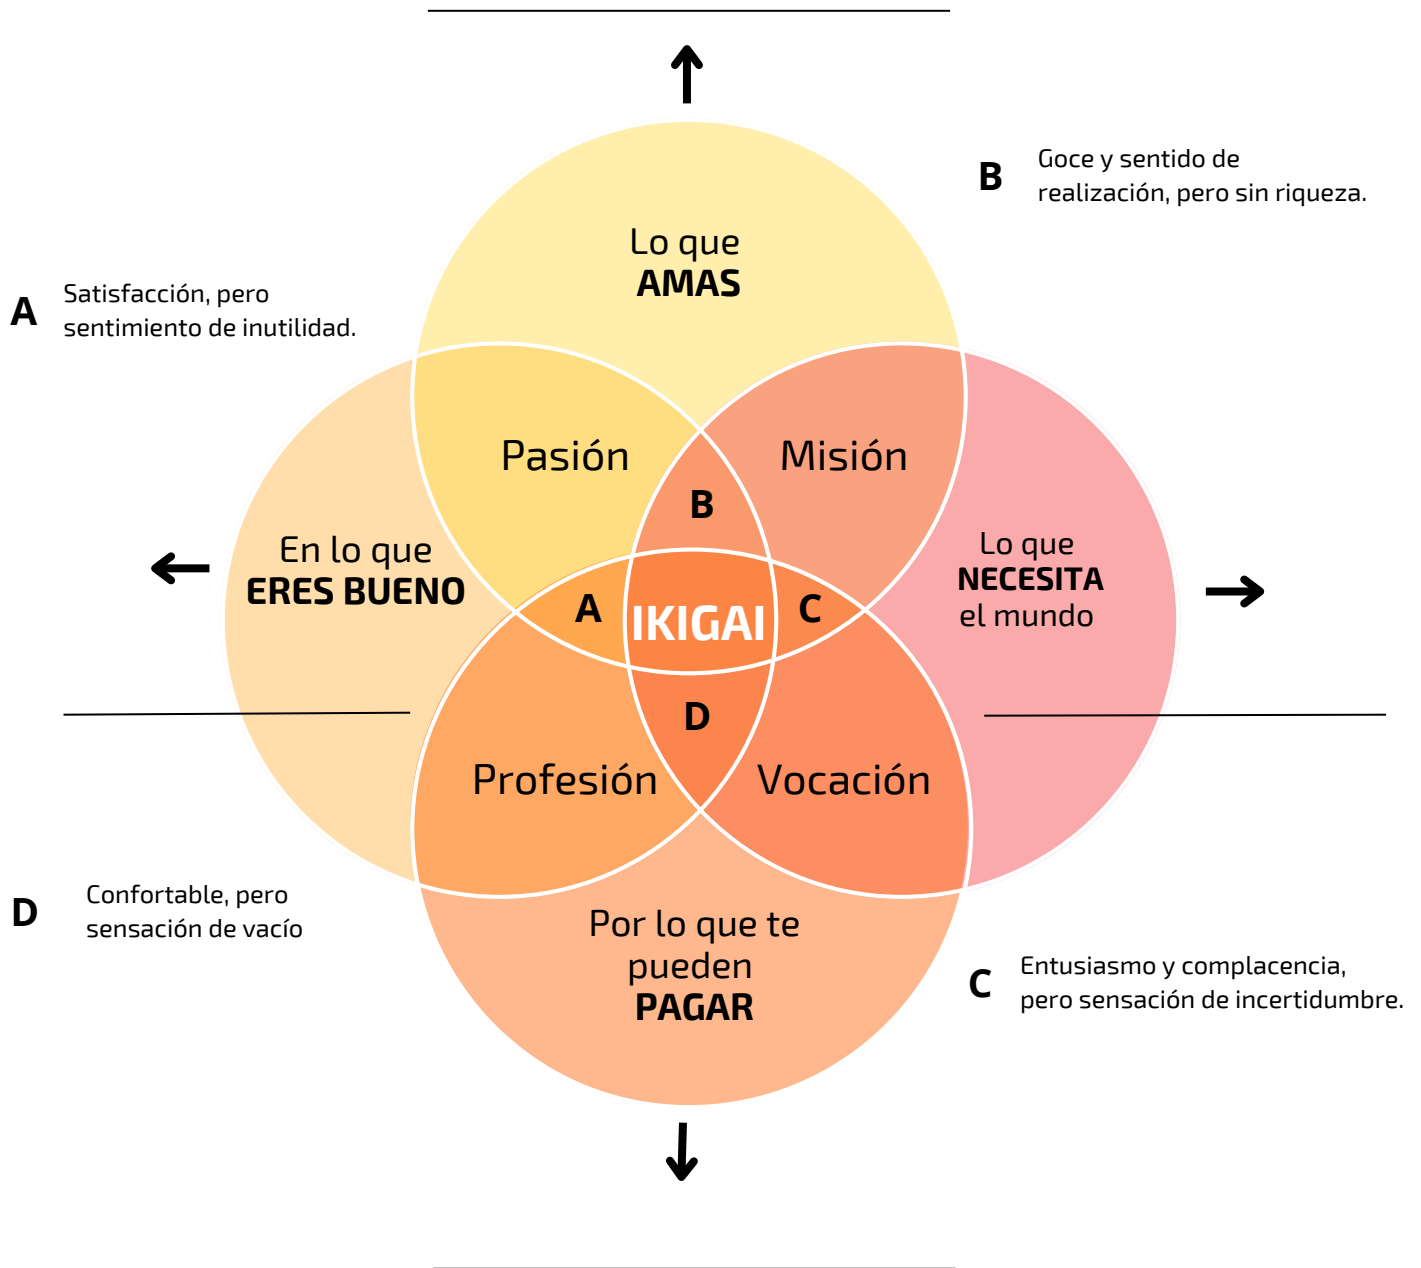 B
Goce y sentido de
realización, pero sin riqueza.
Lo que
AMAS
A
Satisfacción, pero
sentimiento de inutilidad.
Pasión
Misión
B
En lo que
ERES BUENO
Lo que
NECESITA
el mundo
A
IKIGAI
C
D
Profesión
Vocación
D
Confortable, pero
sensación de vacío
Por lo que te
pueden
PAGAR
C
Entusiasmo y complacencia,
pero sensación de incertidumbre.